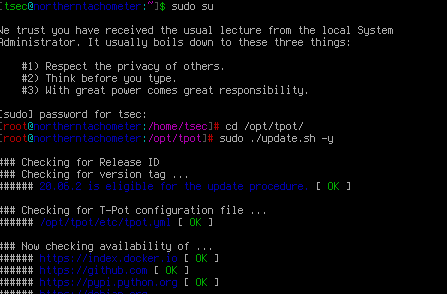 [tsec@northernlachometer:~]$ sudo su
We trust you have received the usual lecture from the local System
Administrator. It usually boils down to these three things:
#1) Respect the privacy of others.
#2) Think before you type.
#3) With great power comes great responsibility.
[sudo] password for tsec:
[root@northernlachometer:/home/tsec]# cd /opt/tpot/
[root@northernlachometer:/opt/tpot]# sudo ./update.sh -y
### Checking for Release ID
### Checking for version tag ...
###### 20.06.2 is eligible for the update procedure. [ OK ]
### Checking for T-Pot configuration file ...
###### /opt/tpot/etc/tpot.yml [ OK ]
### Now checking availability of ...
###### https://index.docker.io [ OK ]
###### https://github.com [ OK ]
###### https://pypi.python.org [ OK ]
######